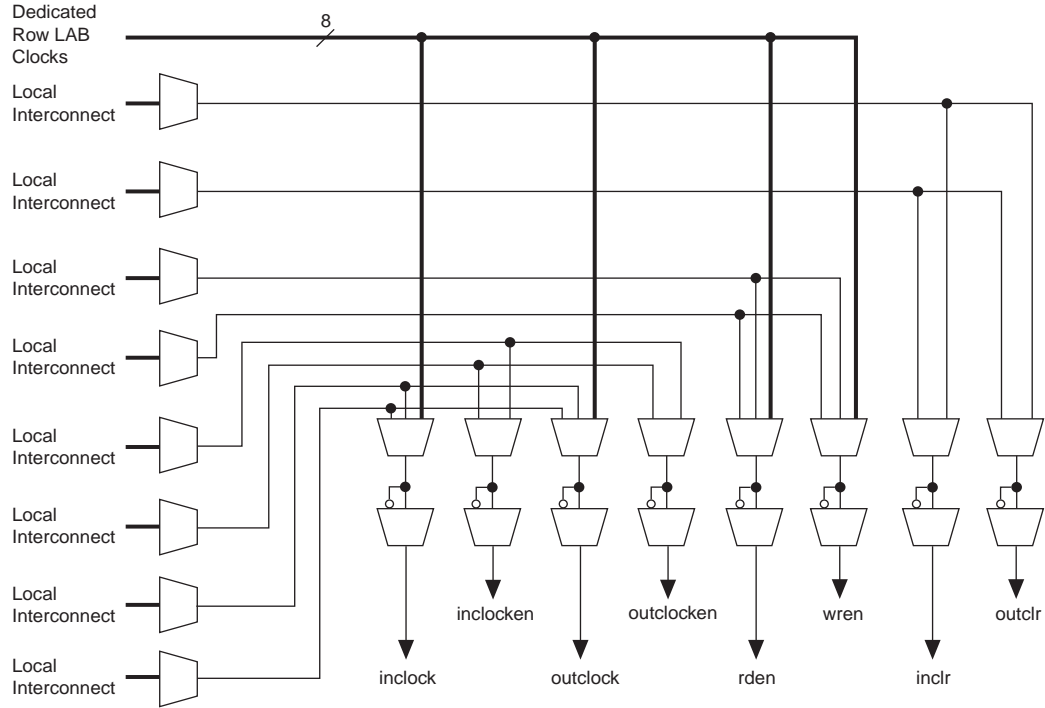 Dedicated
Row LAB
Clocks
8
Local
Interconnect
Local
Interconnect
Local
Interconnect
Local
Interconnect
Local
Interconnect
Local
Interconnect
Local
Interconnect
Local
Interconnect
inclocken
outclocken
wren
outclr
inclock
outclock
rden
inclr